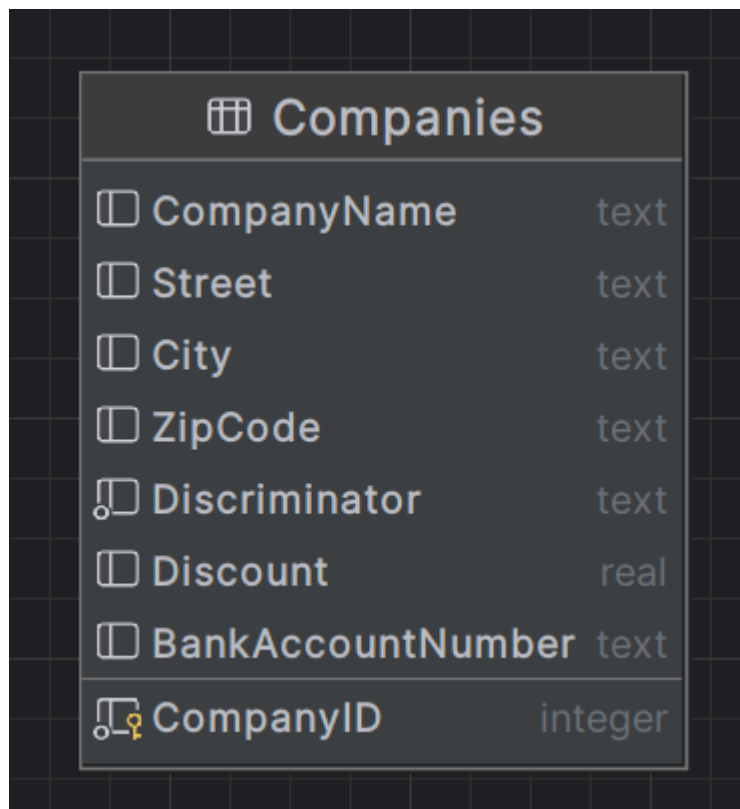 Companies
CompanyName text
Street text
City text
ZipCode text
Discriminator text
Discount real
BankAccountNumber text
CompanyID integer